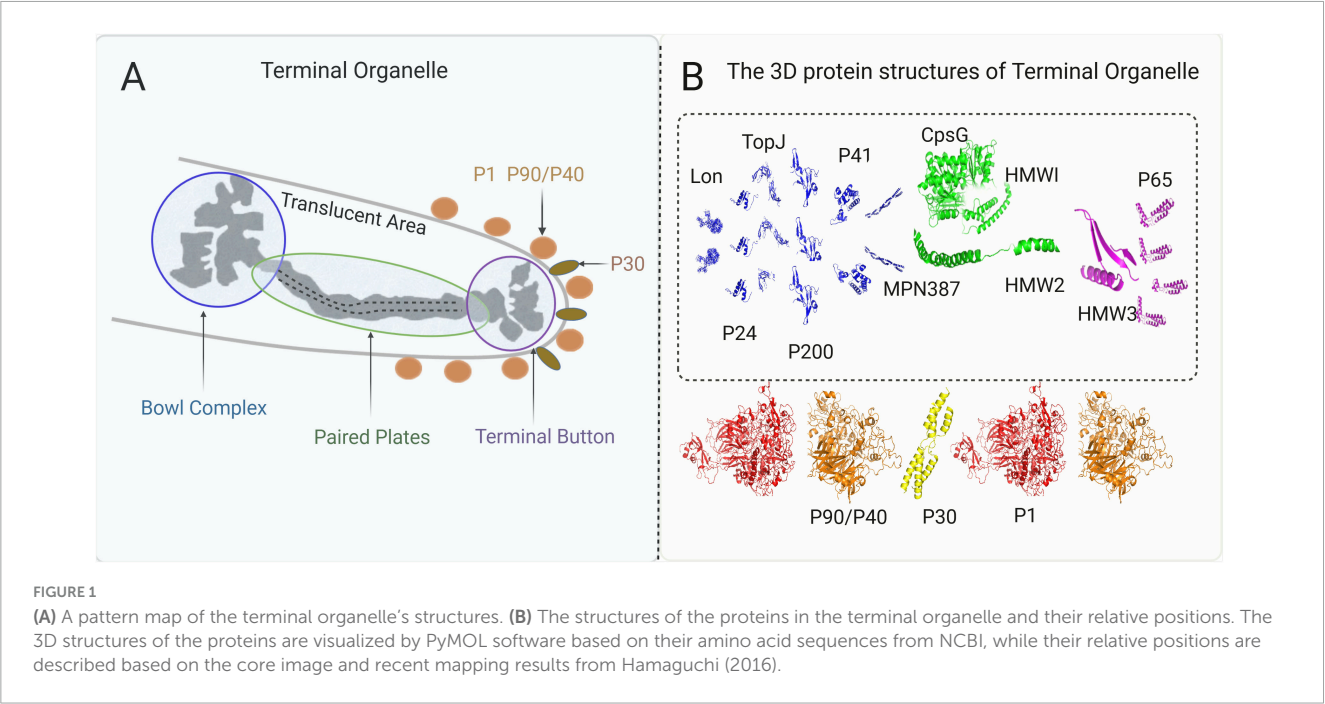 A
Terminal Organelle
P1 P90/P40
Translucent Area
P30
Bowl Complex
Paired Plates
Terminal Button
B
The 3D protein structures of Terminal Organelle
CpsG
TopJ
P41
Lon
HMWI
P65
MPN387
HMW2
HMW3
P24
P200
P90/P40
P30
P1
FIGURE 1
(A) A pattern map of the terminal organelle's structures. (B) The structures of the proteins in the terminal organelle and their relative positions. The
3D structures of the proteins are visualized by PyMOL software based on their amino acid sequences from NCBI, while their relative positions are
described based on the core image and recent mapping results from Hamaguchi (2016).